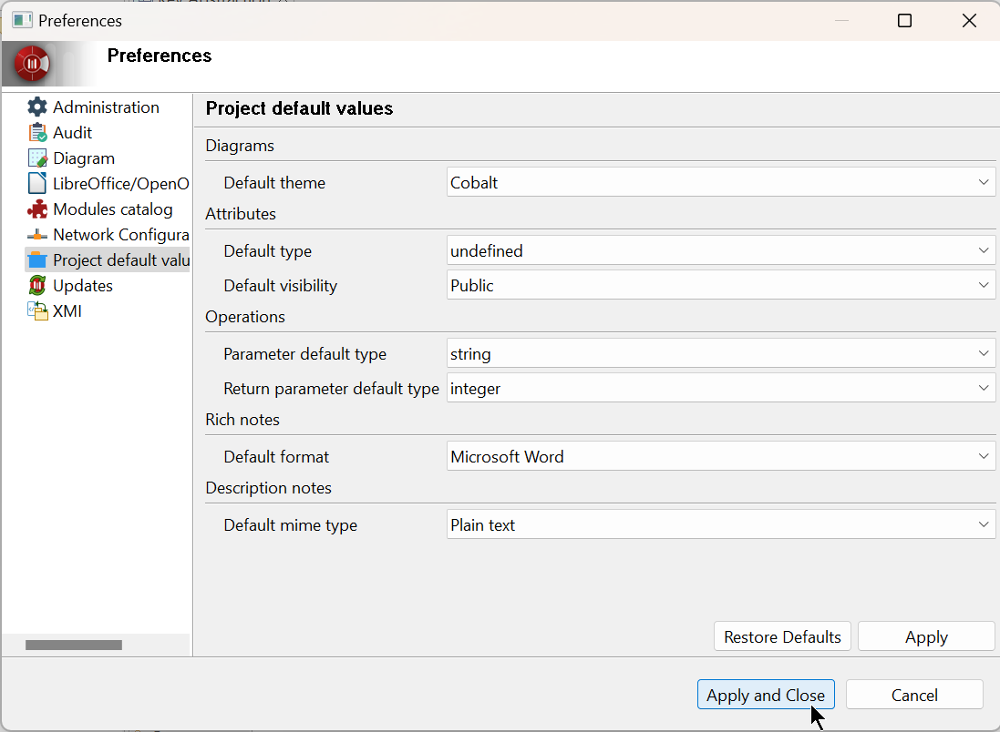 Preferences
Preferences
Administration
Audit
Diagram
LibreOffice/OpenO
Modules catalog
Network Configura
Project default valu
Updates
XMI
Project default values
Diagrams
Default theme Cobalt
Attributes
Default type undefined
Default visibility Public
Operations
Parameter default type string
Return parameter default type integer
Rich notes
Default format Microsoft Word
Description notes
Default mime type Plain text
Restore Defaults Apply
Apply and Close Cancel